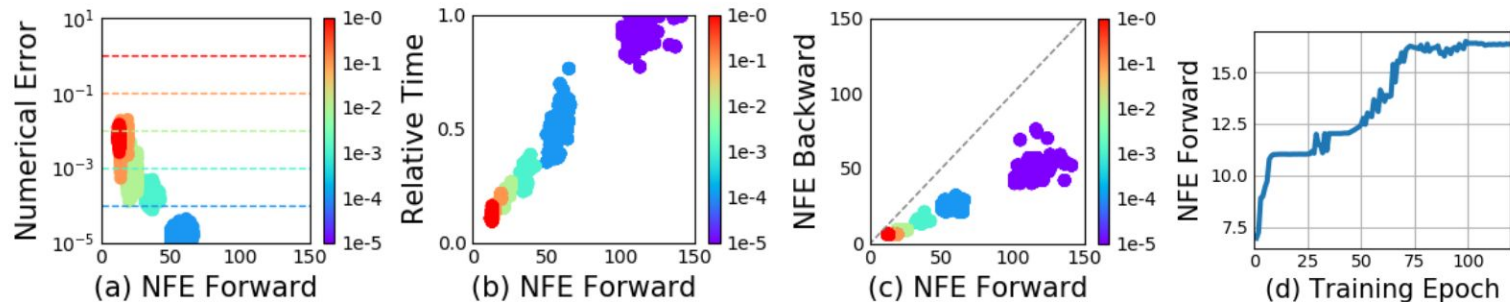 Numerical Error
10^1
10^-1
10^-3
10^-5
0 50 100 150
(a) NFE Forward
1e-0
1e-1
1e-2
1e-3
1e-4
1e-5
Relative Time
1.0
0.5
0.0
0 50 100 150
(b) NFE Forward
1e-0
1e-1
1e-2
1e-3
1e-4
1e-5
NFE Backward
150
100
50
0
0 50 100 150
(c) NFE Forward
1e-0
1e-1
1e-2
1e-3
1e-4
1e-5
NFE Forward
15.0
12.5
10.0
7.5
0 25 50 75 100
(d) Training Epoch